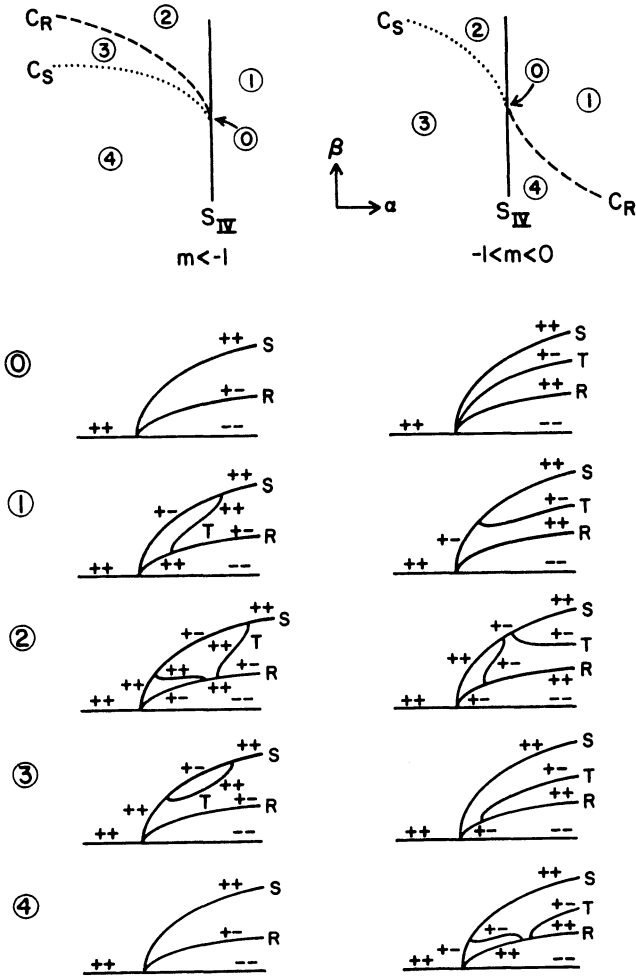 C_R ② C_S ②
③ ⓪
C_S ① ①
⓪ ③
④ β ④
α C_R
S_IV S_IV
m<-1 -1<m<0
⓪ ++ S ++ S
+- T
+- R ++ R
++ -- ++ --
① ++ S ++ S
+- ++ +- T
T +- R ++ R
++ +-
++ -- ++ --
② ++ S ++ S
+- ++ T +- +- T
++ ++ +- R ++ +- R
++ ++
++ +- -- ++ +- --
③ ++ S ++ S
+- +- T
++ ++ ++ R
T +- R
++ -- ++ +- --
④ ++ S ++ S
+- T
+- R +- ++ R
+- ++
++ -- ++ --